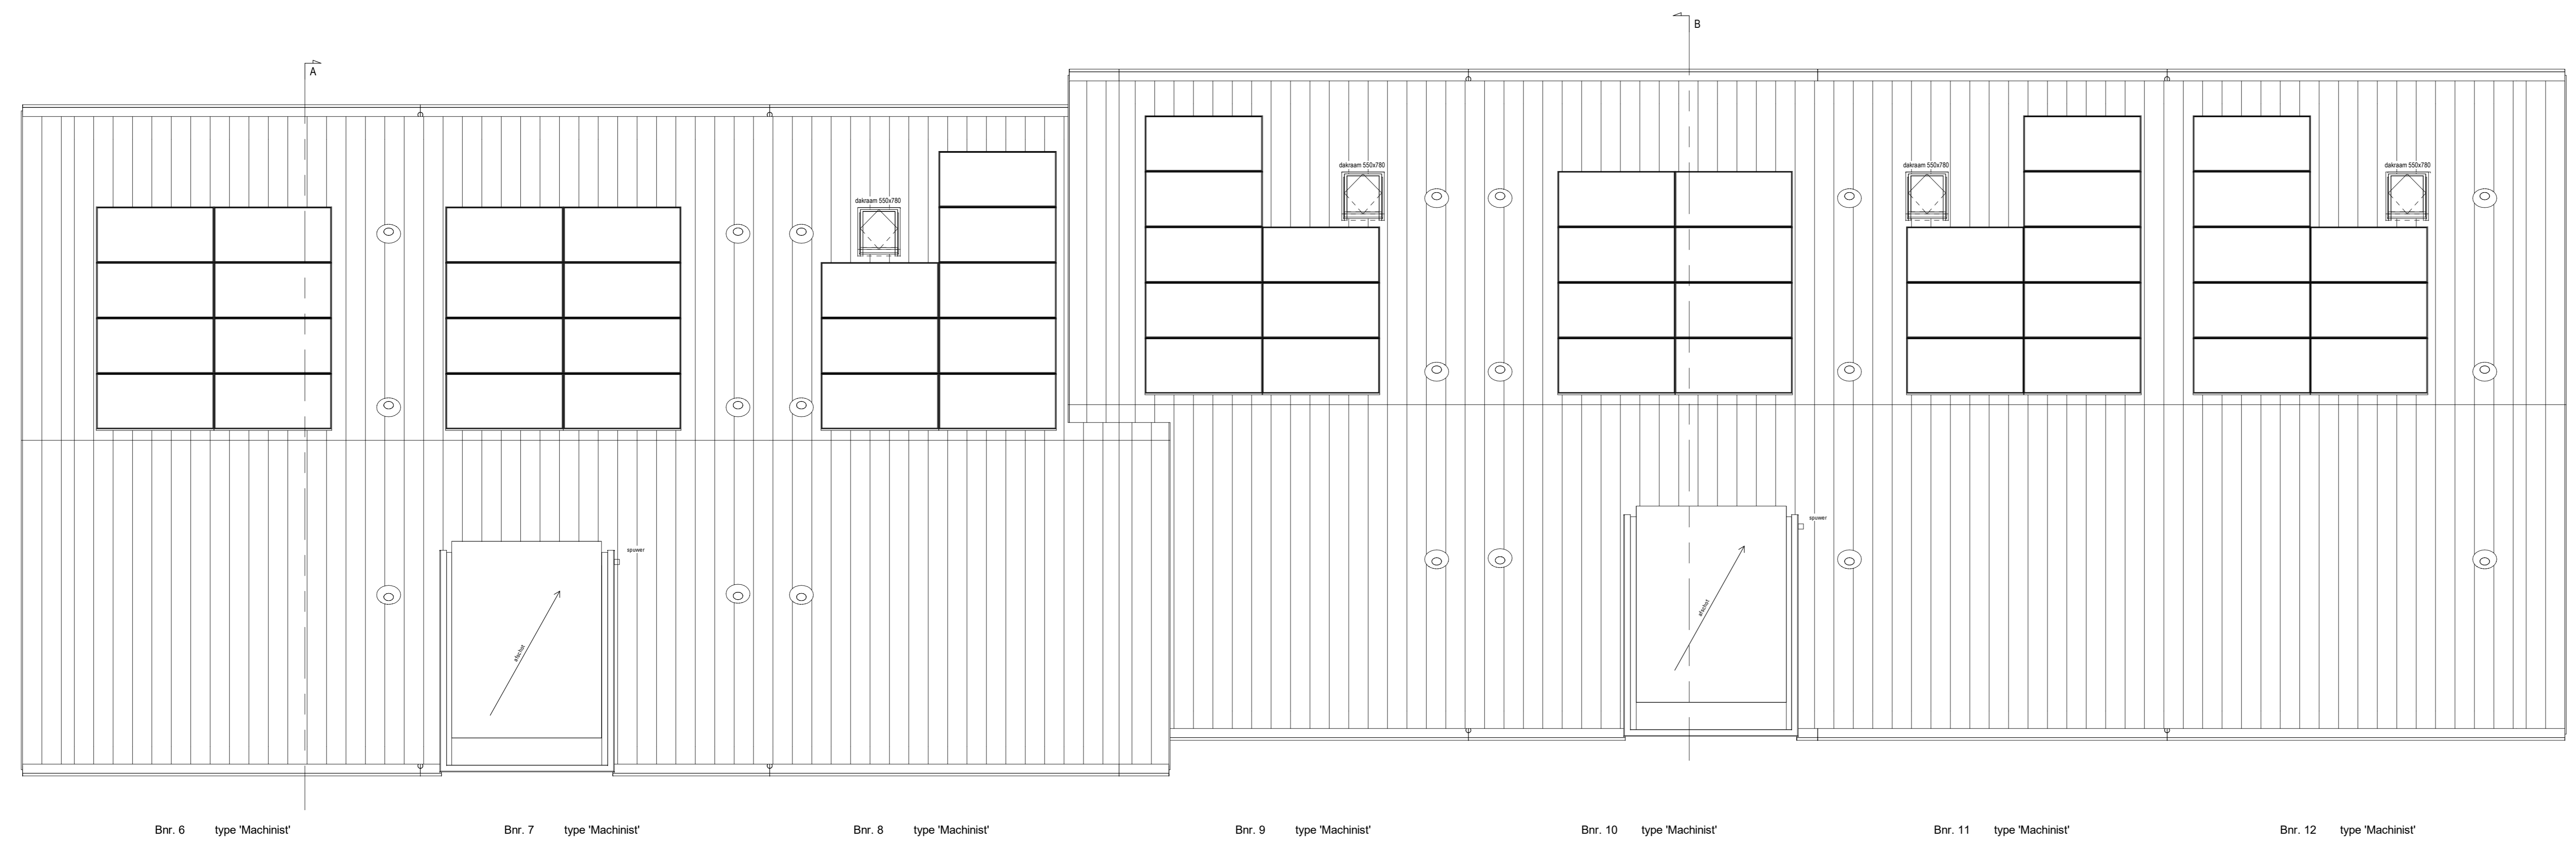 B
A
dakraam 550x780
dakraam 550x780
dakraam 550x780
dakraam 550x780
spuwer
spuwer
afschot
afschot
Bnr. 6 type 'Machinist'
Bnr. 7 type 'Machinist'
Bnr. 8 type 'Machinist'
Bnr. 9 type 'Machinist'
Bnr. 10 type 'Machinist'
Bnr. 11 type 'Machinist'
Bnr. 12 type 'Machinist'